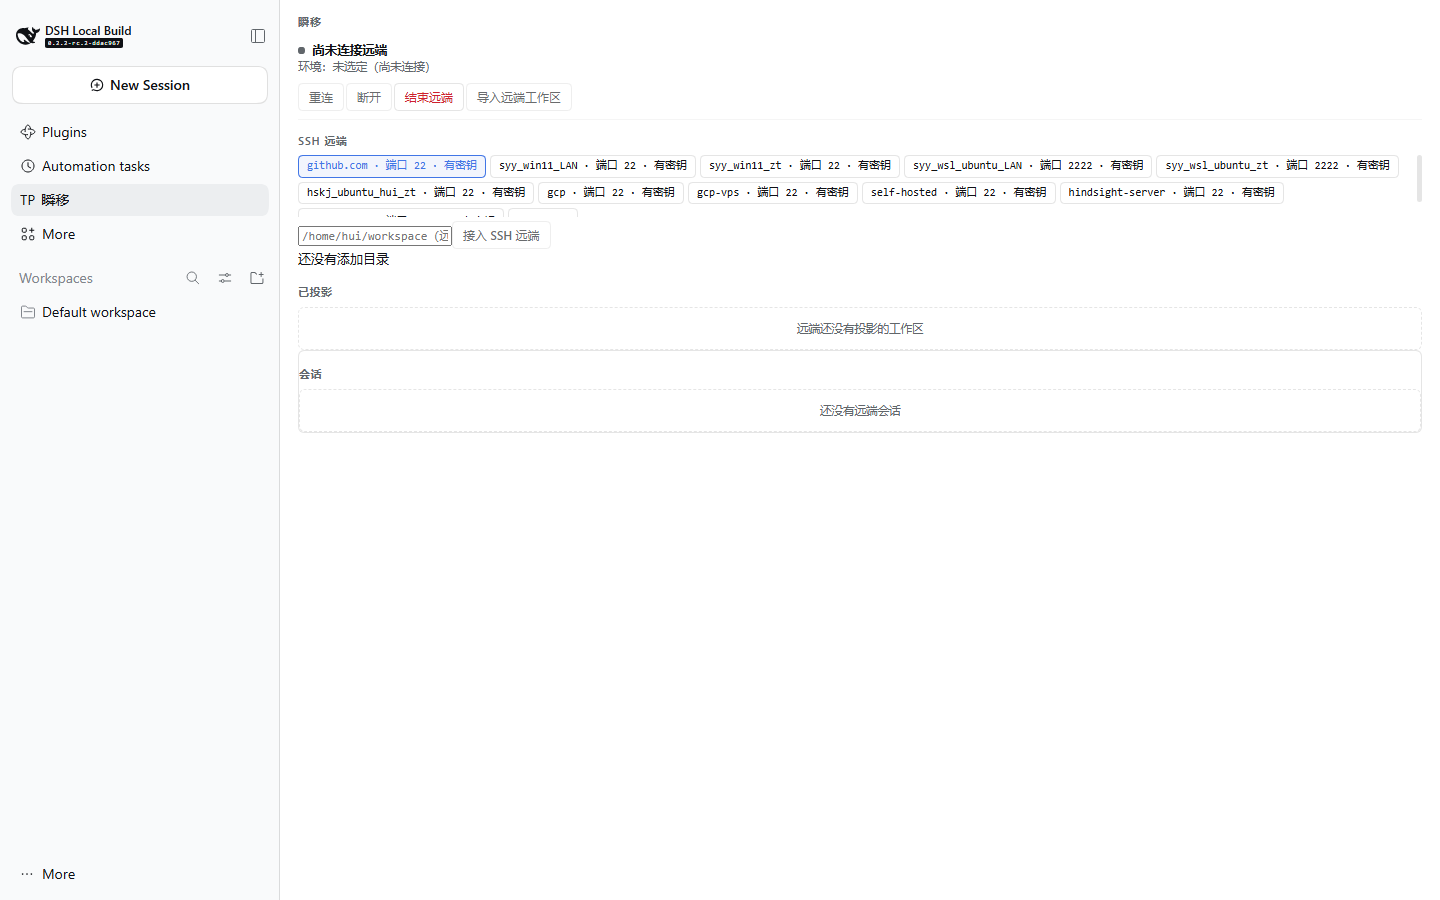 DSH Local Build
0.2.2-rc.2-ddac967
New Session
Plugins
Automation tasks
TP 瞬移
More
Workspaces
Default workspace
More
瞬移
尚未连接远端
环境：未选定（尚未连接）
重连 断开 结束远端 导入远端工作区
SSH 远端
github.com · 端口 22 · 有密钥 syy_win11_LAN · 端口 22 · 有密钥 syy_win11_zt · 端口 22 · 有密钥 syy_wsl_ubuntu_LAN · 端口 2222 · 有密钥 syy_wsl_ubuntu_zt · 端口 2222 · 有密钥
hskj_ubuntu_hui_zt · 端口 22 · 有密钥 gcp · 端口 22 · 有密钥 gcp-vps · 端口 22 · 有密钥 self-hosted · 端口 22 · 有密钥 hindsight-server · 端口 22 · 有密钥
/home/hui/workspace (远 接入 SSH 远端
还没有添加目录
已投影
远端还没有投影的工作区
会话
还没有远端会话